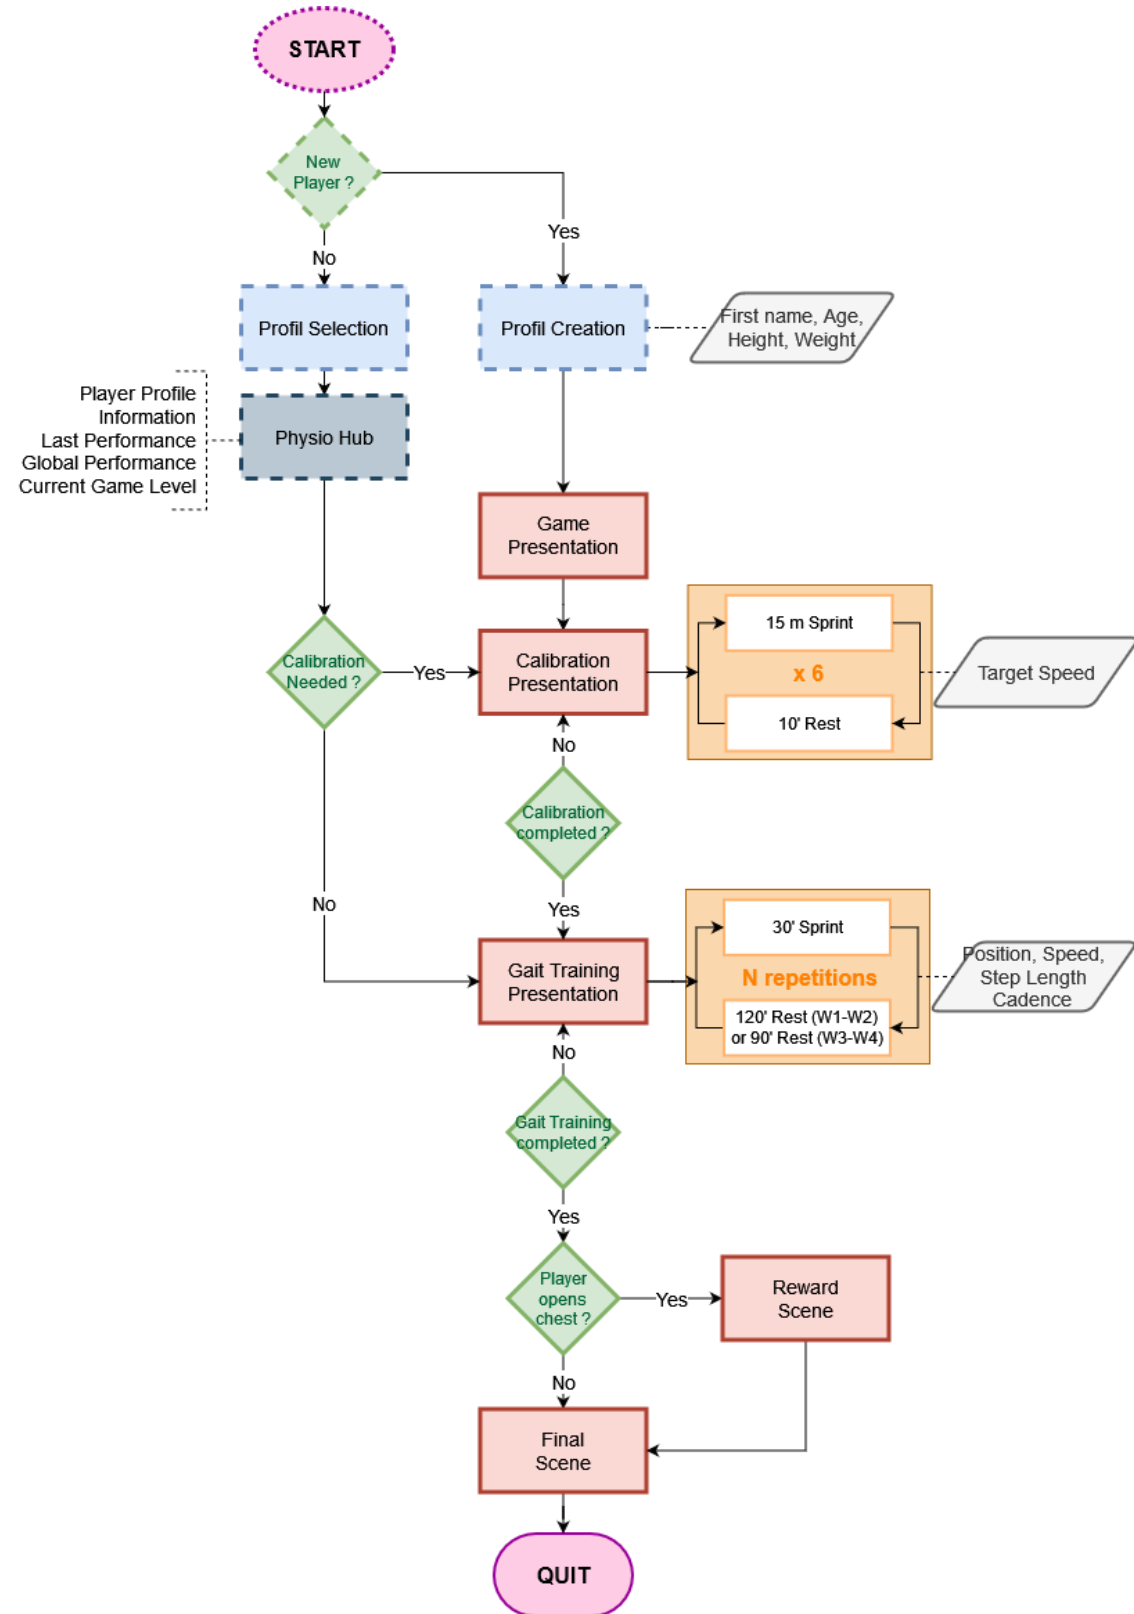 START
New
Player ?
Yes
No
Profil Selection
Profil Creation
First name, Age,
Height, Weight
Player Profile
Information
Last Performance
Global Performance
Current Game Level
Physio Hub
Game
Presentation
Calibration
Needed ?
Yes
Calibration
Presentation
15 m Sprint
x 6
10' Rest
Target Speed
No
Calibration
completed ?
Yes
No
Gait Training
Presentation
30' Sprint
N repetitions
120' Rest (W1-W2)
or 90' Rest (W3-W4)
Position, Speed,
Step Length
Cadence
No
Gait Training
completed ?
Yes
Player
opens
chest ?
Yes
Reward
Scene
No
Final
Scene
QUIT